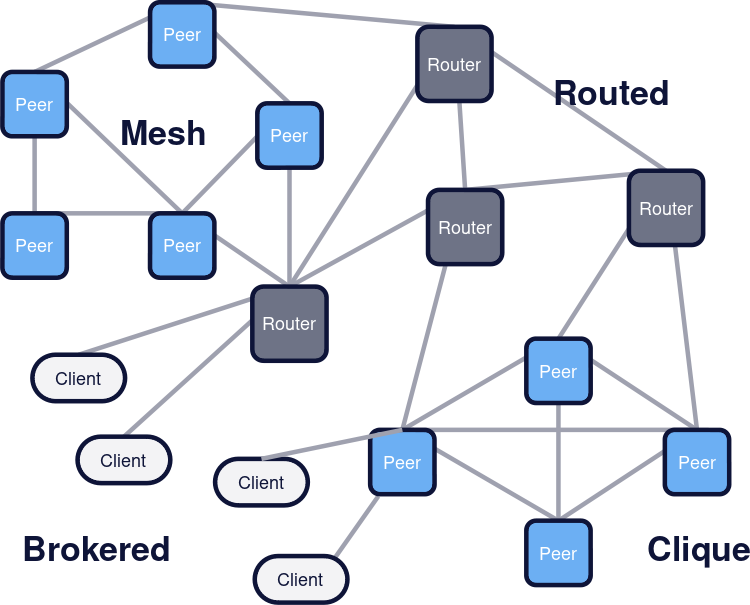 Peer
Router
Peer
Routed
Mesh
Peer
Router
Router
Peer
Peer
Router
Client
Peer
Client
Client
Peer
Peer
Brokered
Clique
Peer
Client